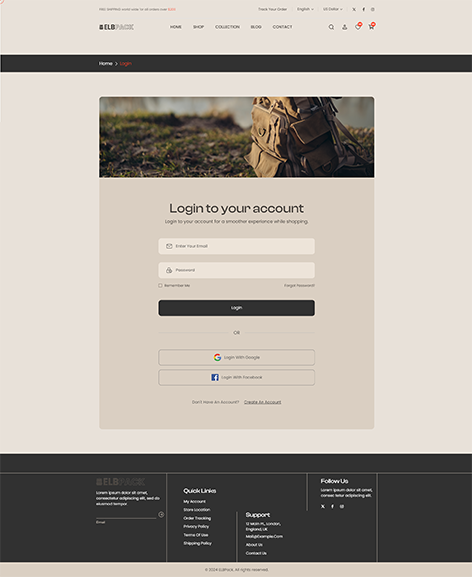 FREE SHIPPING world wide for all orders over $200
Track Your Order
English
US Dollar
ELBPACK
HOME
SHOP
COLLECTION
BLOG
CONTACT
Home > Login
Login to your account
Login to your account for a smoother experience while shopping.
Enter Your Email
Password
Remember Me
Forgot Password?
Login
OR
Login With Google
Login With Facebook
Don't Have An Account? Create An Account
ELBPACK
Lorem ipsum dolor sit amet,
consectetur adipiscing elit, sed do
eiusmod tempor
Email
Quick Links
My Account
Store Location
Order Tracking
Privacy Policy
Terms Of Use
Shipping Policy
Support
12 Main Pl, London,
England, UK
Mail@Example.Com
About Us
Contact Us
Follow Us
Lorem ipsum dolor sit amet,
consectetur adipiscing elit.
© 2024 ELBPack. All rights reserved.